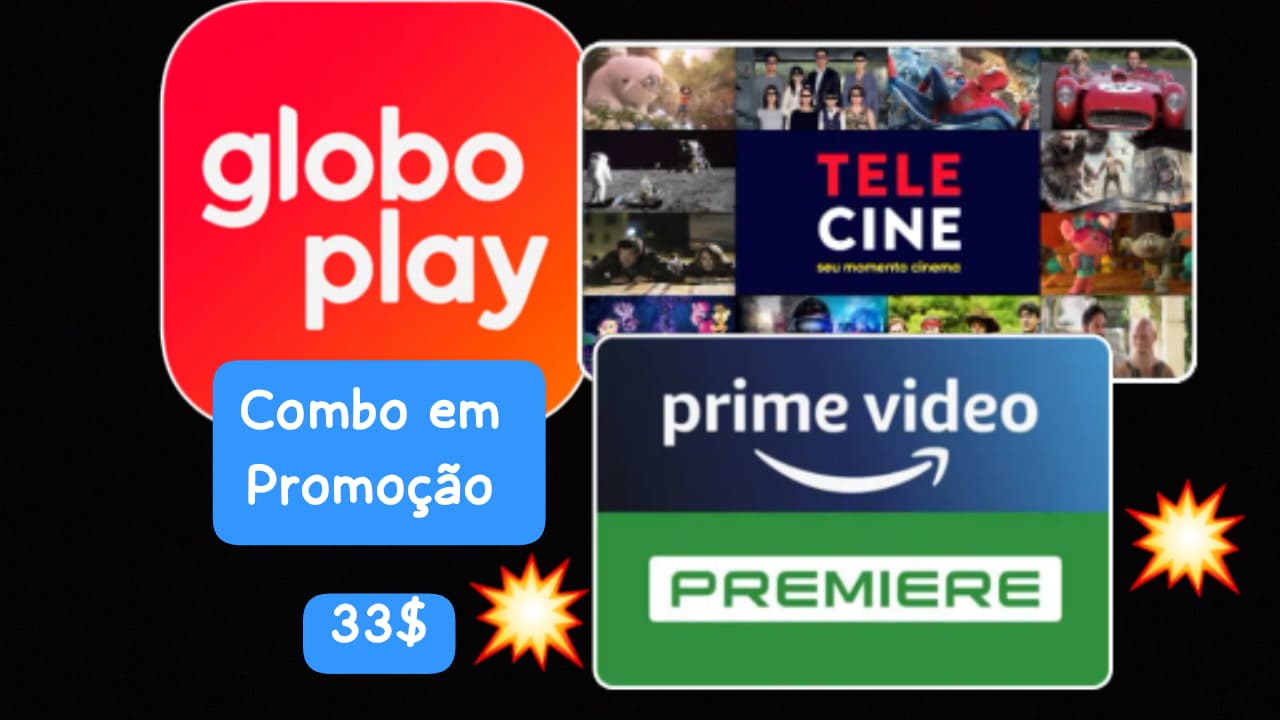 globo
play
TELE
CINE
seu momento cinema
Combo em
Promoção
33$
prime video
PREMIERE